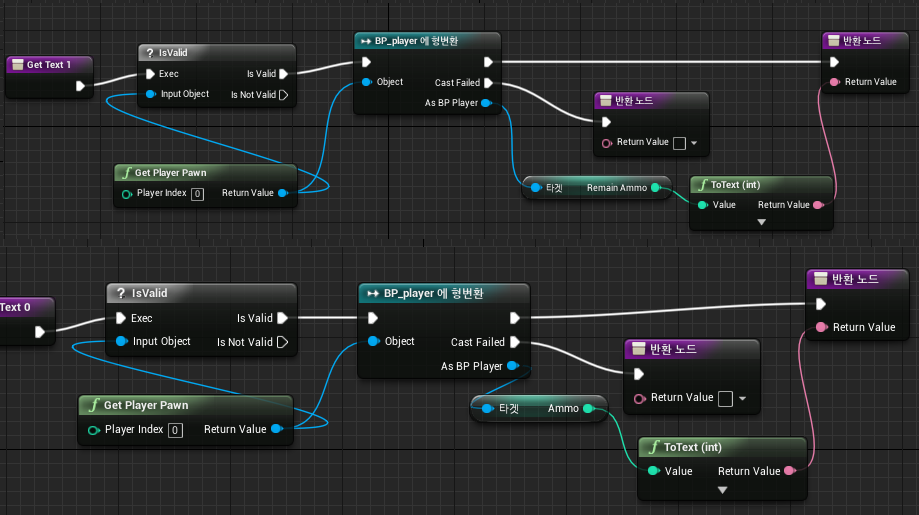 Get Text 1
? IsValid
Exec
Is Valid
Input Object
Is Not Valid
BP_player 에 형변환
Object
Cast Failed
As BP Player
반환 노드
Return Value
반환 노드
Return Value
f Get Player Pawn
Player Index 0
Return Value
타겟
Remain Ammo
f ToText (int)
Value
Return Value
Text 0
? IsValid
Exec
Is Valid
Input Object
Is Not Valid
BP_player 에 형변환
Object
Cast Failed
As BP Player
반환 노드
Return Value
반환 노드
Return Value
f Get Player Pawn
Player Index 0
Return Value
타겟
Ammo
f ToText (int)
Value
Return Value